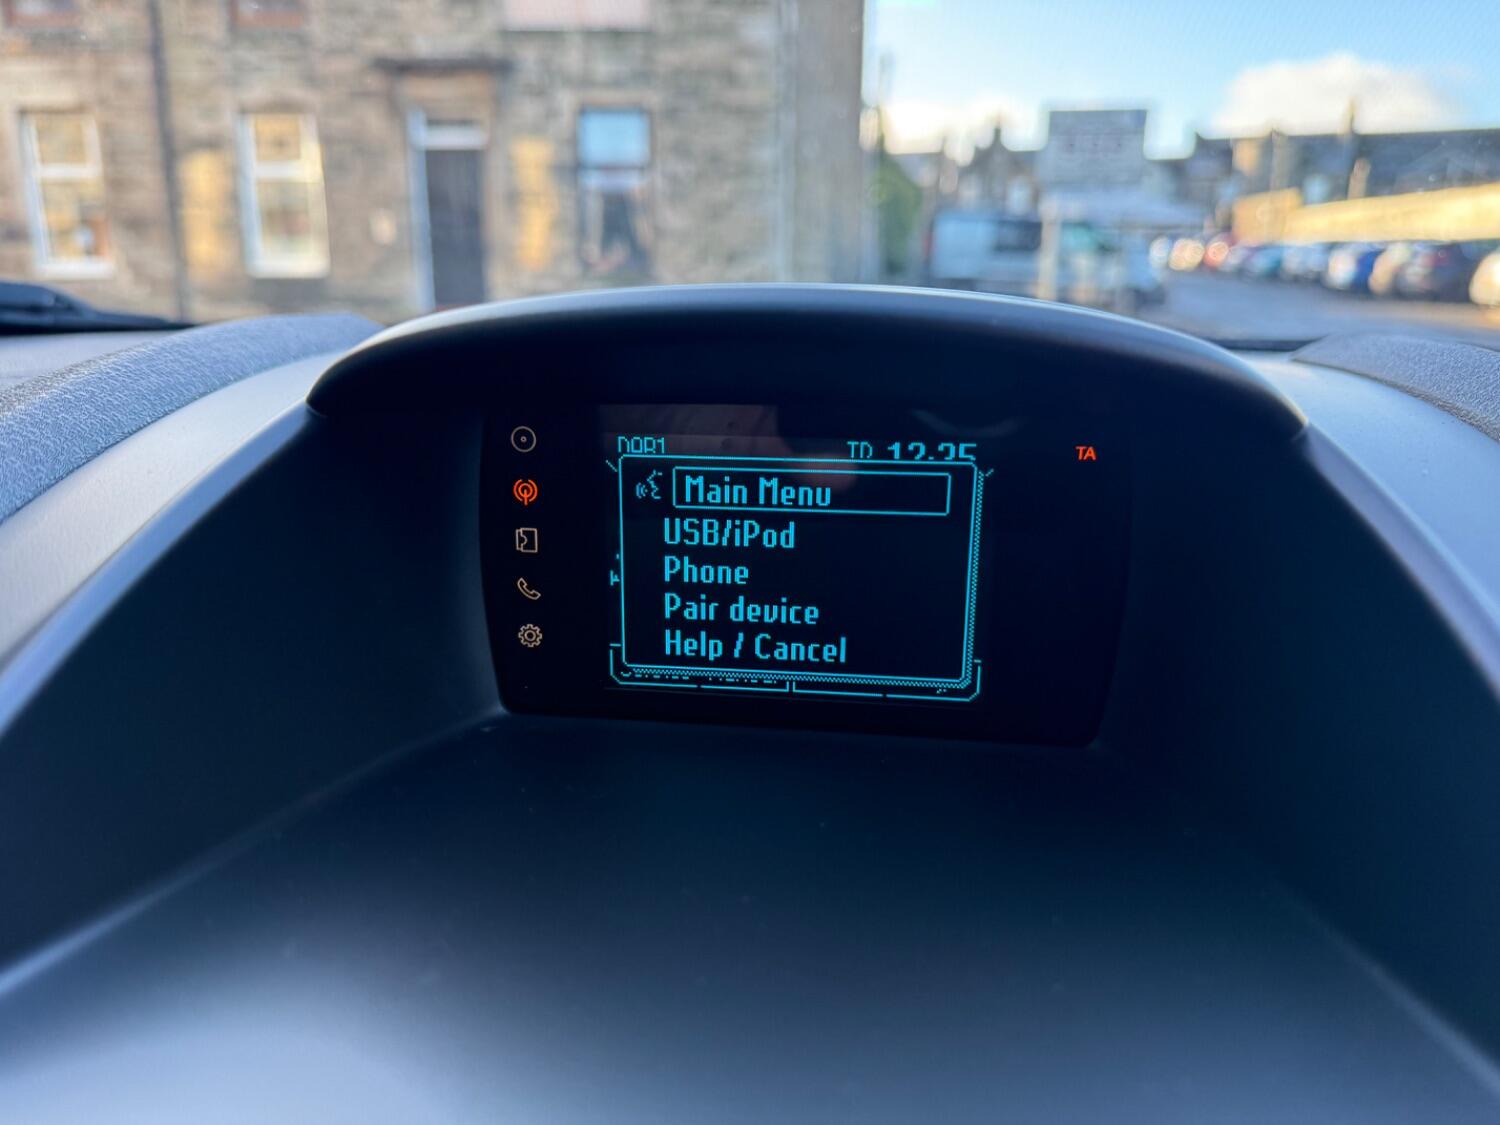 TA
Main Menu
USB/iPod
Phone
Pair device
Help / Cancel